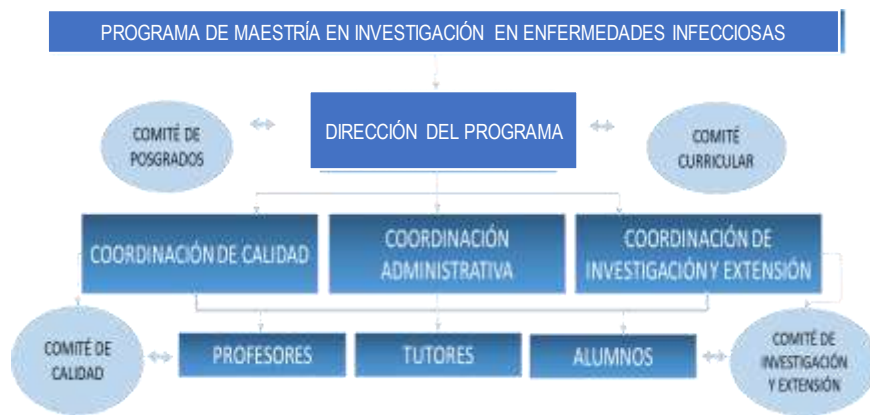 PROGRAMA DE MAESTRÍA EN INVESTIGACIÓN EN ENFERMEDADES INFECCIOSAS
COMITÉ DE
POSGRADOS
DIRECCIÓN DEL PROGRAMA
COMITÉ
CURRICULAR
COORDINACIÓN DE CALIDAD
COORDINACIÓN
ADMINISTRATIVA
COORDINACIÓN DE
INVESTIGACIÓN Y EXTENSIÓN
COMITÉ DE
CALIDAD
PROFESORES
TUTORES
ALUMNOS
COMITÉ DE
INVESTIGACIÓN
Y EXTENSIÓN